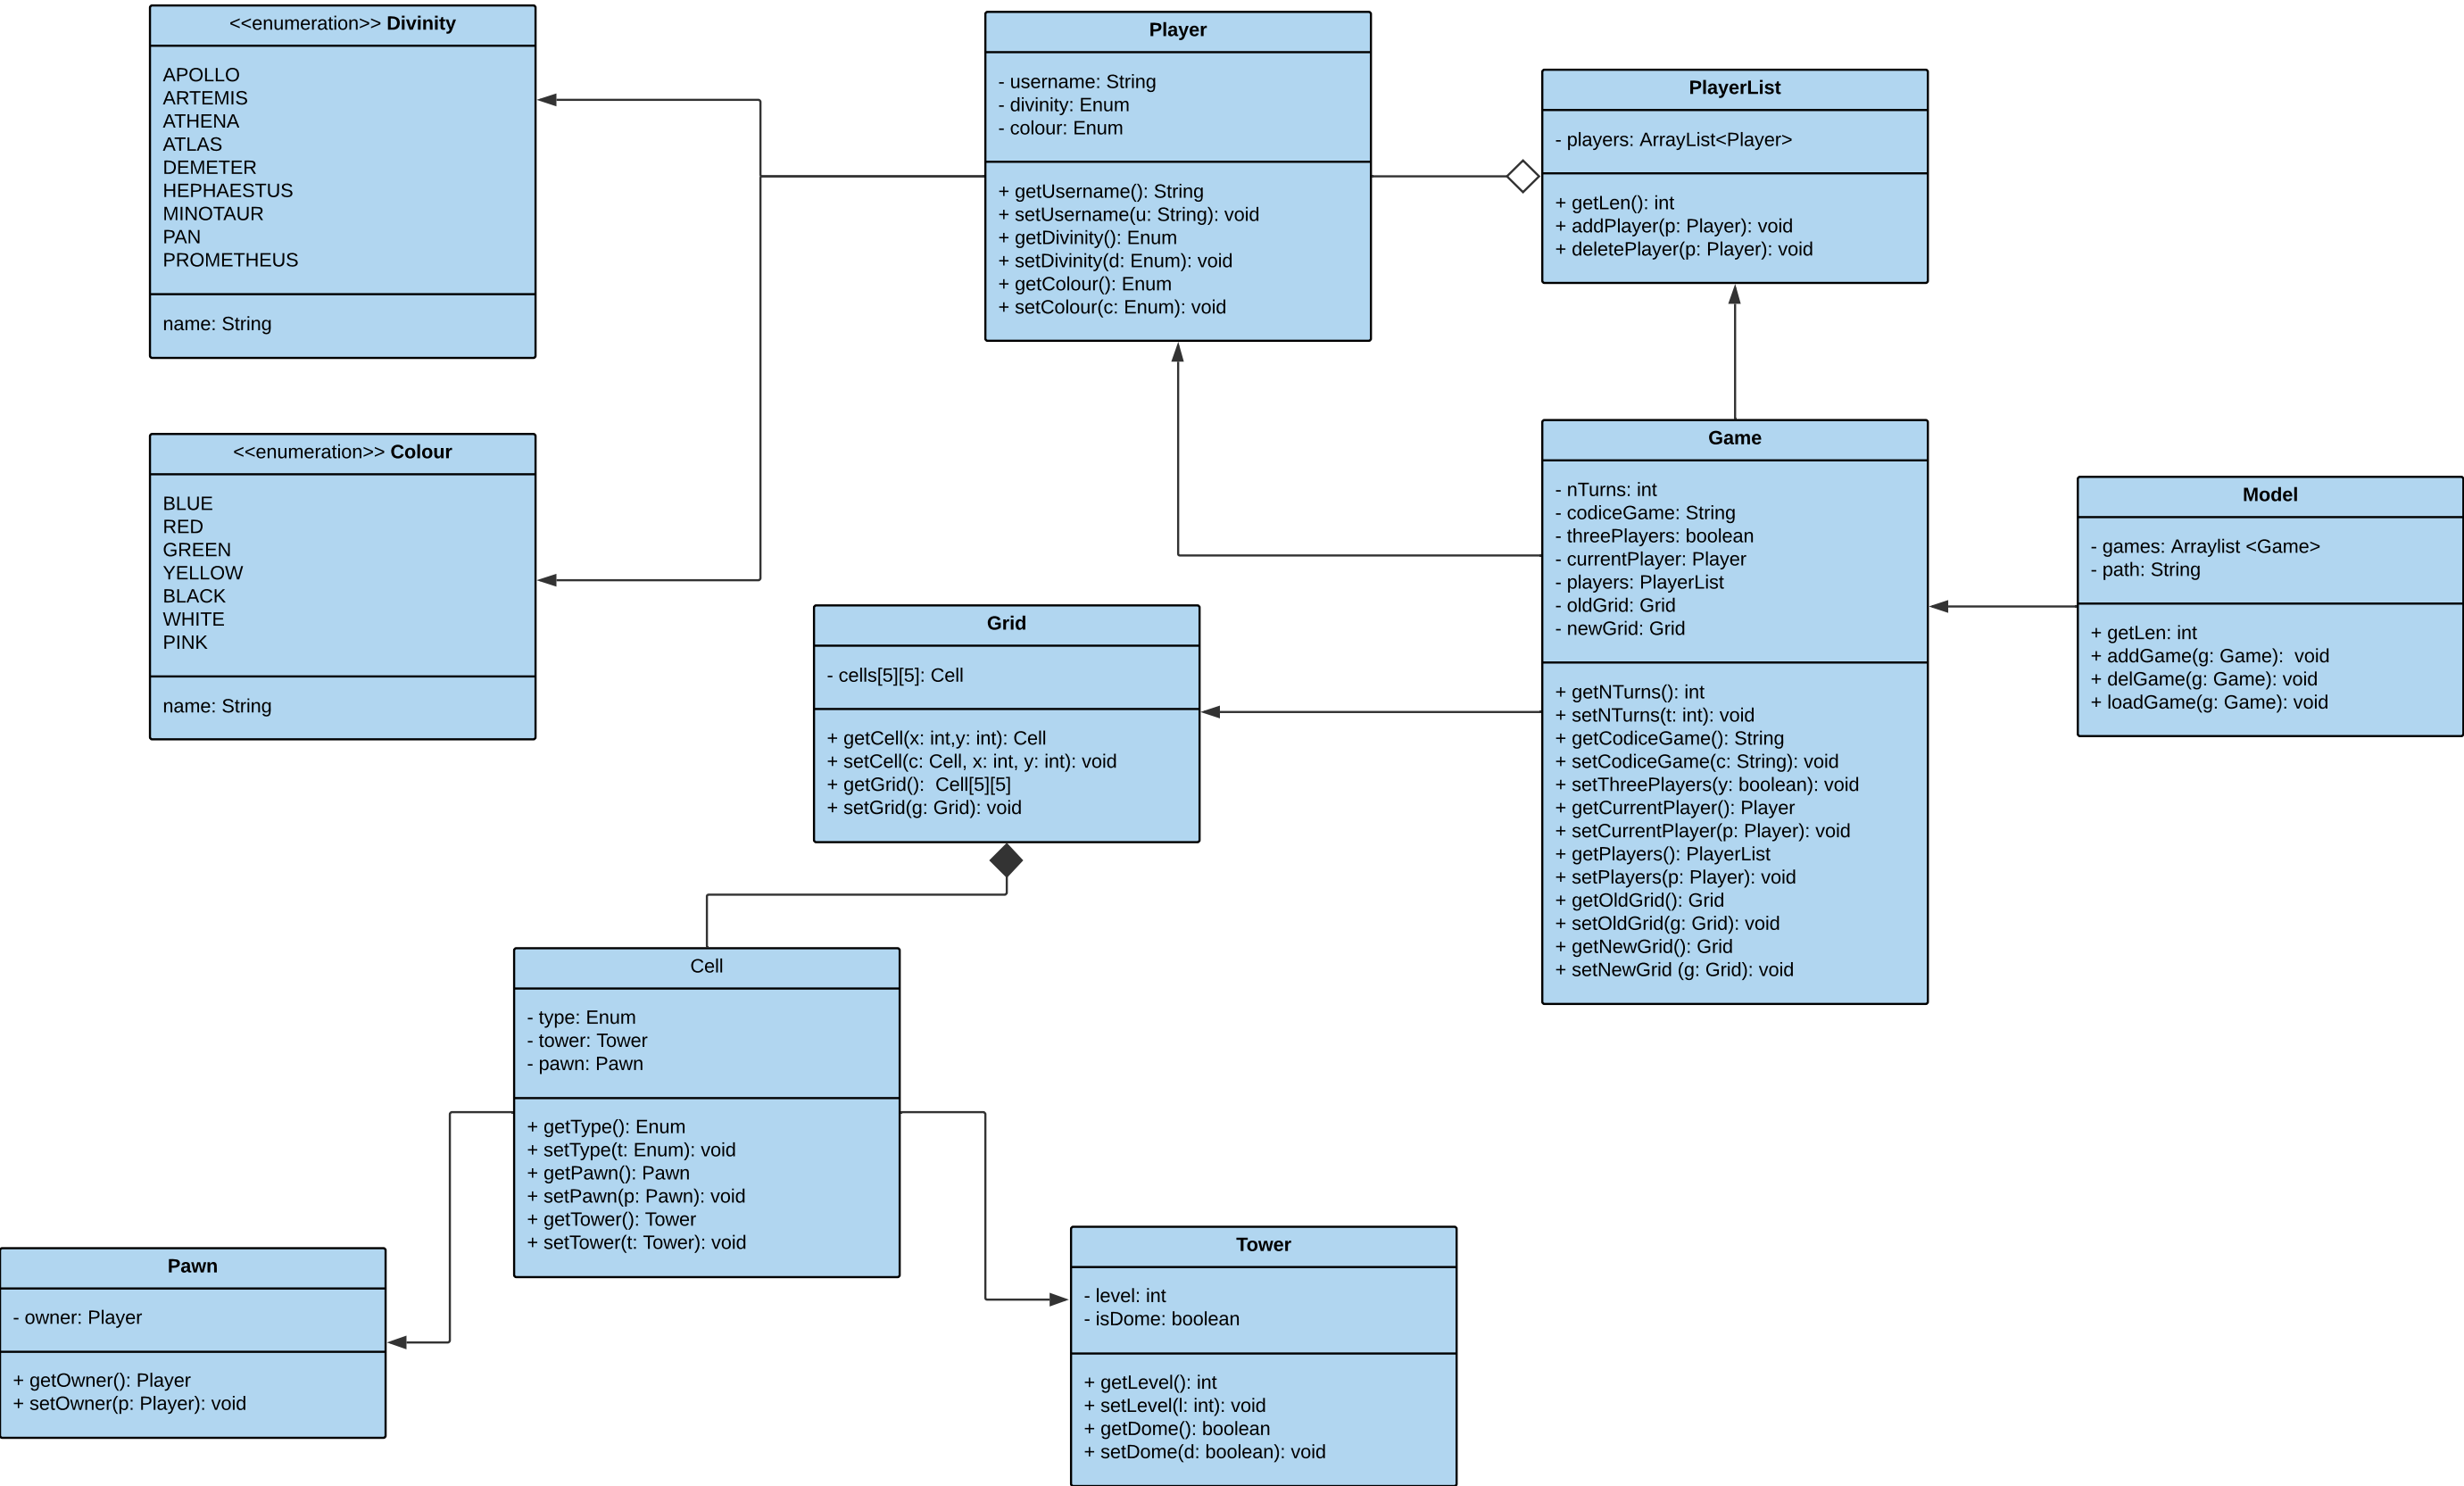 <<enumeration>> Divinity
APOLLO
ARTEMIS
ATHENA
ATLAS
DEMETER
HEPHAESTUS
MINOTAUR
PAN
PROMETHEUS
name: String
Player
- username: String
- divinity: Enum
- colour: Enum
+ getUsername(): String
+ setUsername(u: String): void
+ getDivinity(): Enum
+ setDivinity(d: Enum): void
+ getColour(): Enum
+ setColour(c: Enum): void
PlayerList
- players: ArrayList<Player>
+ getLen(): int
+ addPlayer(p: Player): void
+ deletePlayer(p: Player): void
<<enumeration>> Colour
BLUE
RED
GREEN
YELLOW
BLACK
WHITE
PINK
name: String
Grid
- cells[5][5]: Cell
+ getCell(x: int,y: int): Cell
+ setCell(c: Cell, x: int, y: int): void
+ getGrid():  Cell[5][5]
+ setGrid(g: Grid): void
Game
- nTurns: int
- codiceGame: String
- threePlayers: boolean
- currentPlayer: Player
- players: PlayerList
- oldGrid: Grid
- newGrid: Grid
+ getNTurns(): int
+ setNTurns(t: int): void
+ getCodiceGame(): String
+ setCodiceGame(c: String): void
+ setThreePlayers(y: boolean): void
+ getCurrentPlayer(): Player
+ setCurrentPlayer(p: Player): void
+ getPlayers(): PlayerList
+ setPlayers(p: Player): void
+ getOldGrid(): Grid
+ setOldGrid(g: Grid): void
+ getNewGrid(): Grid
+ setNewGrid (g: Grid): void
Model
- games: Arraylist <Game>
- path: String
+ getLen: int
+ addGame(g: Game):  void
+ delGame(g: Game): void
+ loadGame(g: Game): void
Cell
- type: Enum
- tower: Tower
- pawn: Pawn
+ getType(): Enum
+ setType(t: Enum): void
+ getPawn(): Pawn
+ setPawn(p: Pawn): void
+ getTower(): Tower
+ setTower(t: Tower): void
Pawn
- owner: Player
+ getOwner(): Player
+ setOwner(p: Player): void
Tower
- level: int
- isDome: boolean
+ getLevel(): int
+ setLevel(l: int): void
+ getDome(): boolean
+ setDome(d: boolean): void